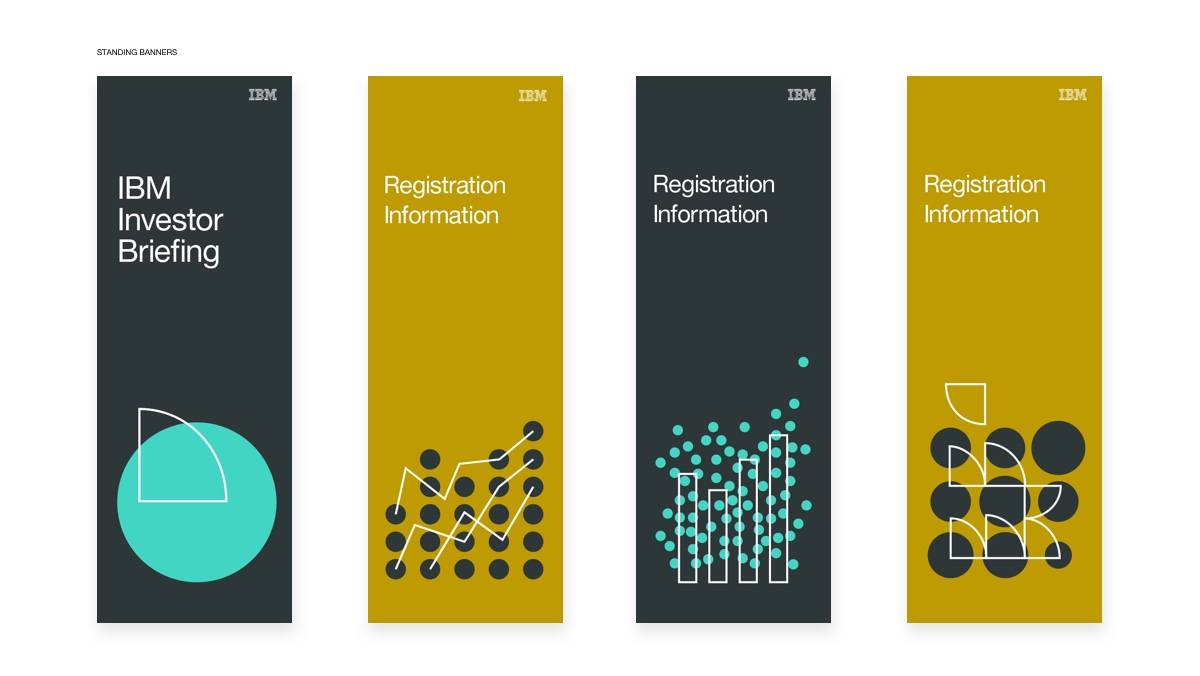 STANDING BANNERS
IBM
IBM
Investor
Briefing
IBM
Registration
Information
IBM
Registration
Information
IBM
Registration
Information